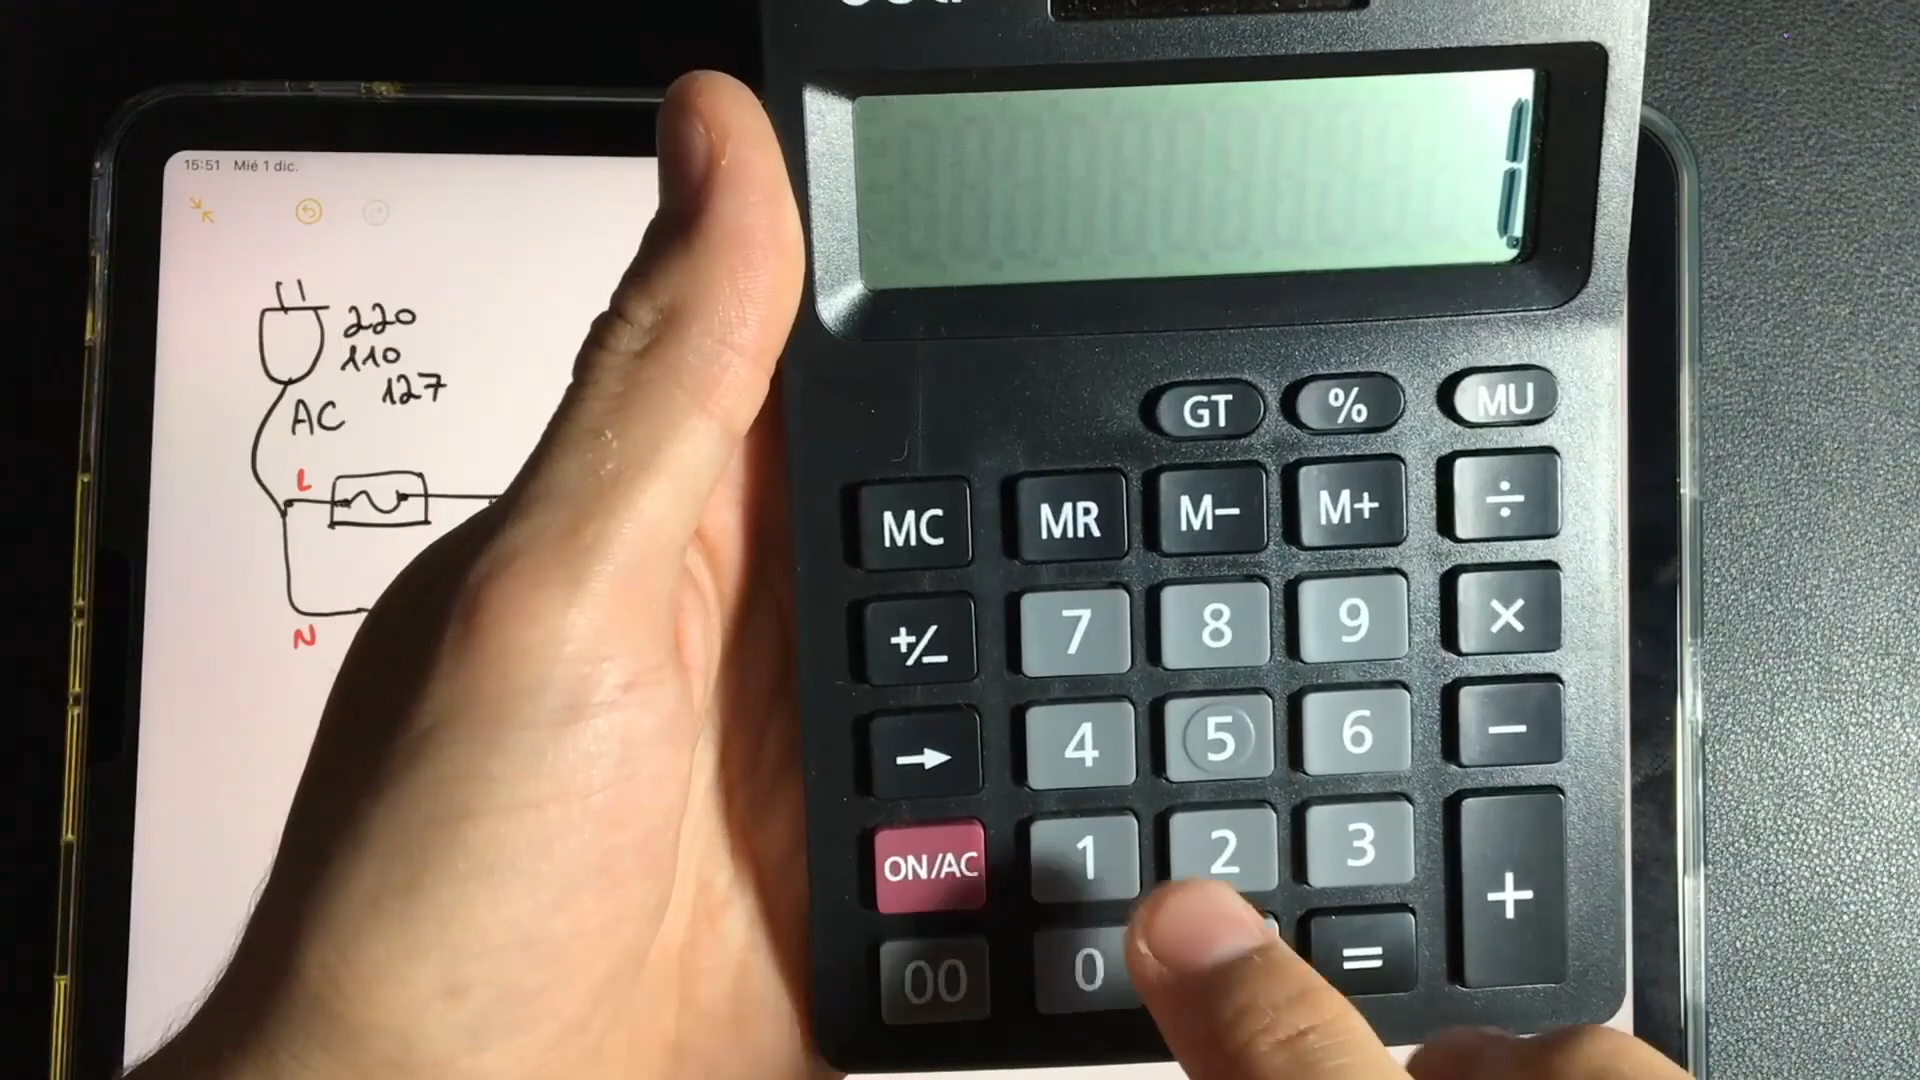 15:51 Mié 1 dic.
220
110
127
AC
L
N
1.
GT % MU
MC MR M− M+ ÷
+/− 7 8 9 ×
→ 4 5 6 −
ON/AC 1 2 3 +
00 0 =